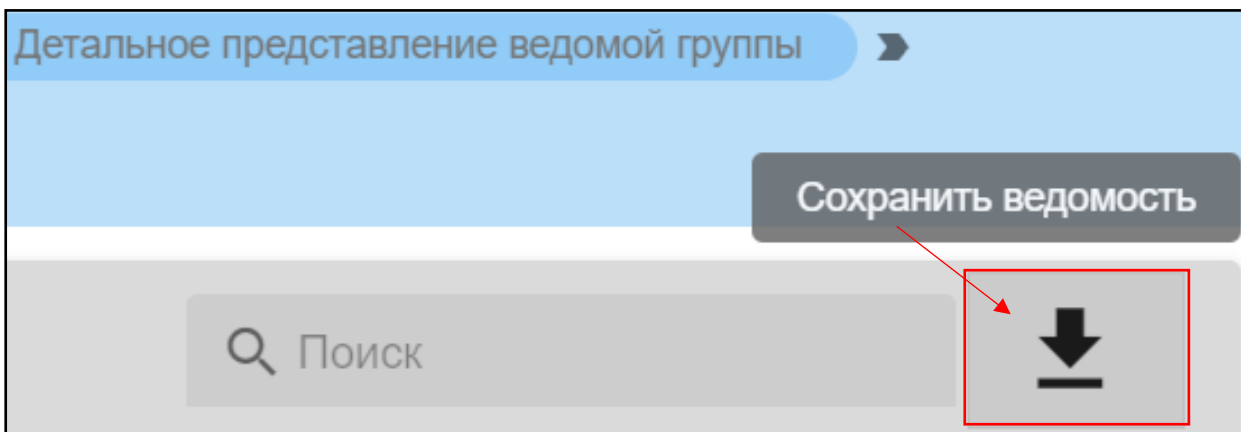 Детальное представление ведомой группы
Сохранить ведомость
Поиск